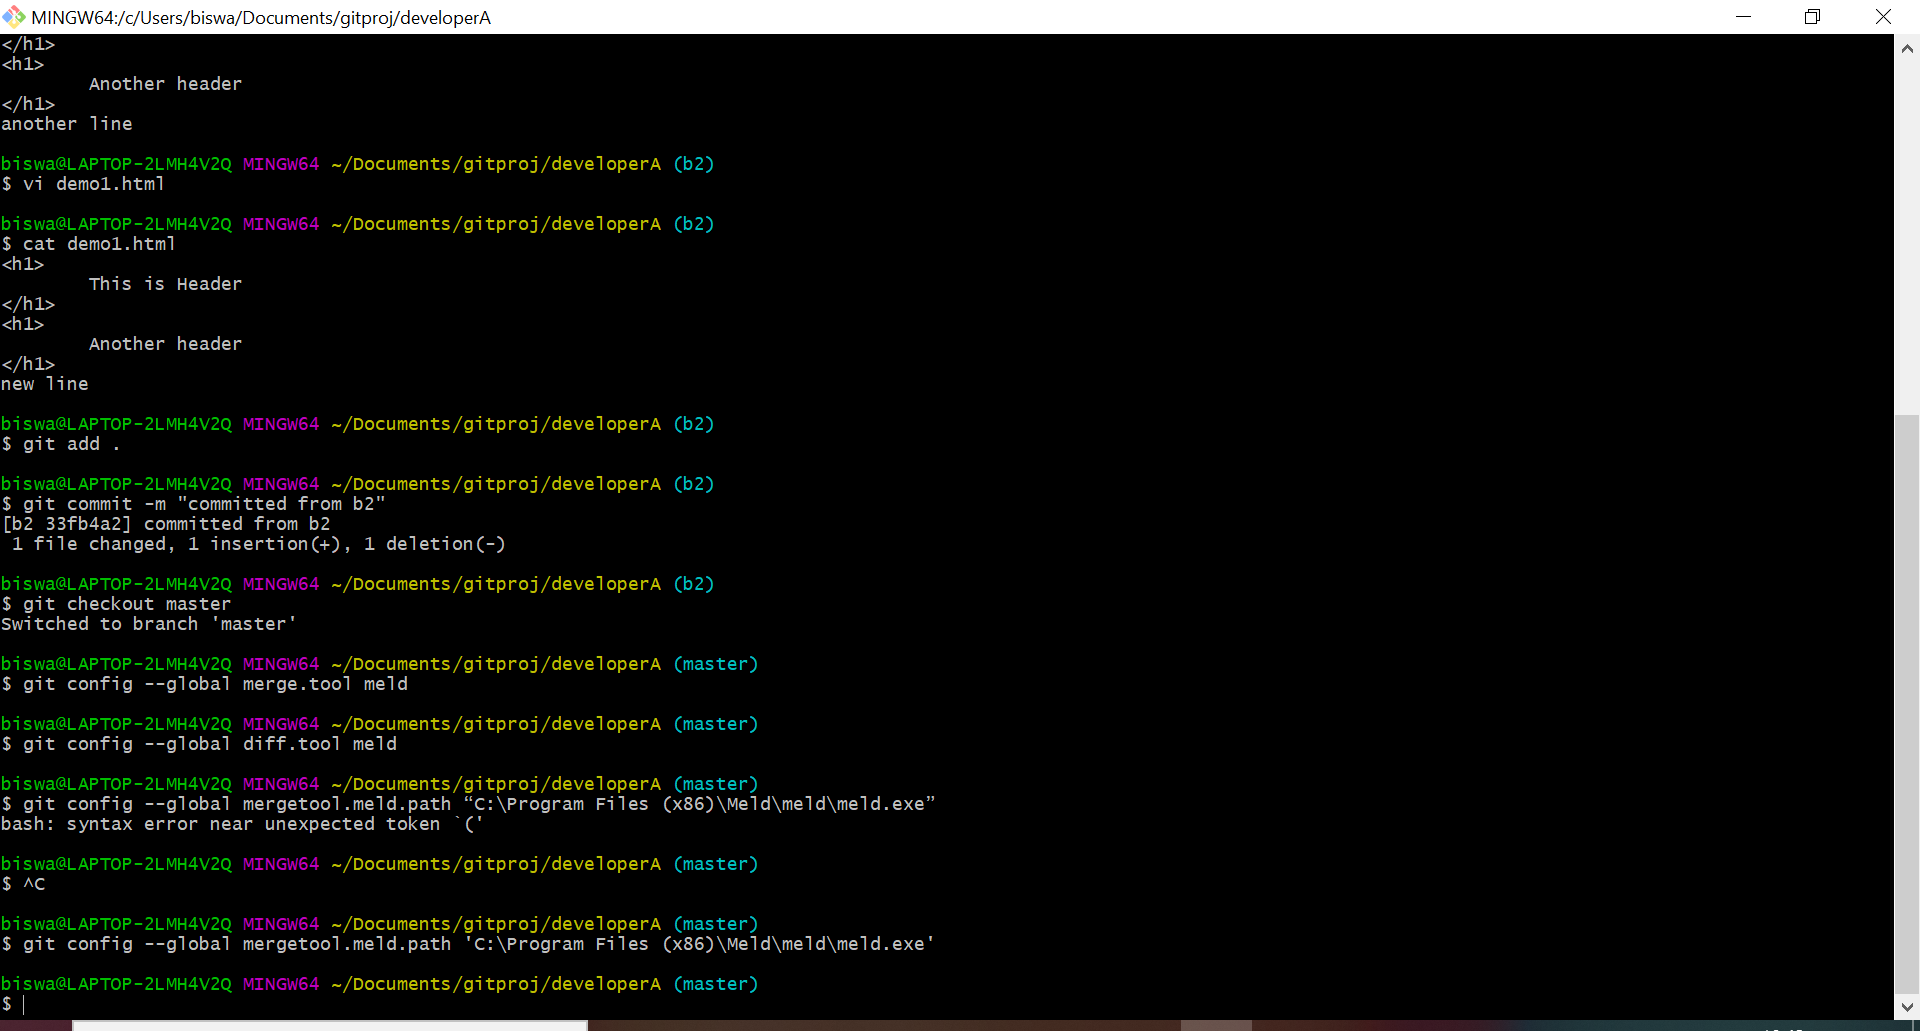 MINGW64:/c/Users/biswa/Documents/gitproj/developerA
</h1>
<h1>
        Another header
</h1>
another line
biswa@LAPTOP-2LMH4V2Q MINGW64 ~/Documents/gitproj/developerA (b2)
$ vi demo1.html
biswa@LAPTOP-2LMH4V2Q MINGW64 ~/Documents/gitproj/developerA (b2)
$ cat demo1.html
<h1>
        This is Header
</h1>
<h1>
        Another header
</h1>
new line
biswa@LAPTOP-2LMH4V2Q MINGW64 ~/Documents/gitproj/developerA (b2)
$ git add .
biswa@LAPTOP-2LMH4V2Q MINGW64 ~/Documents/gitproj/developerA (b2)
$ git commit -m "committed from b2"
[b2 33fb4a2] committed from b2
 1 file changed, 1 insertion(+), 1 deletion(-)
biswa@LAPTOP-2LMH4V2Q MINGW64 ~/Documents/gitproj/developerA (b2)
$ git checkout master
Switched to branch 'master'
biswa@LAPTOP-2LMH4V2Q MINGW64 ~/Documents/gitproj/developerA (master)
$ git config --global merge.tool meld
biswa@LAPTOP-2LMH4V2Q MINGW64 ~/Documents/gitproj/developerA (master)
$ git config --global diff.tool meld
biswa@LAPTOP-2LMH4V2Q MINGW64 ~/Documents/gitproj/developerA (master)
$ git config --global mergetool.meld.path “C:\Program Files (x86)\Meld\meld\meld.exe”
bash: syntax error near unexpected token `('
biswa@LAPTOP-2LMH4V2Q MINGW64 ~/Documents/gitproj/developerA (master)
$ ^C
biswa@LAPTOP-2LMH4V2Q MINGW64 ~/Documents/gitproj/developerA (master)
$ git config --global mergetool.meld.path 'C:\Program Files (x86)\Meld\meld\meld.exe'
biswa@LAPTOP-2LMH4V2Q MINGW64 ~/Documents/gitproj/developerA (master)
$